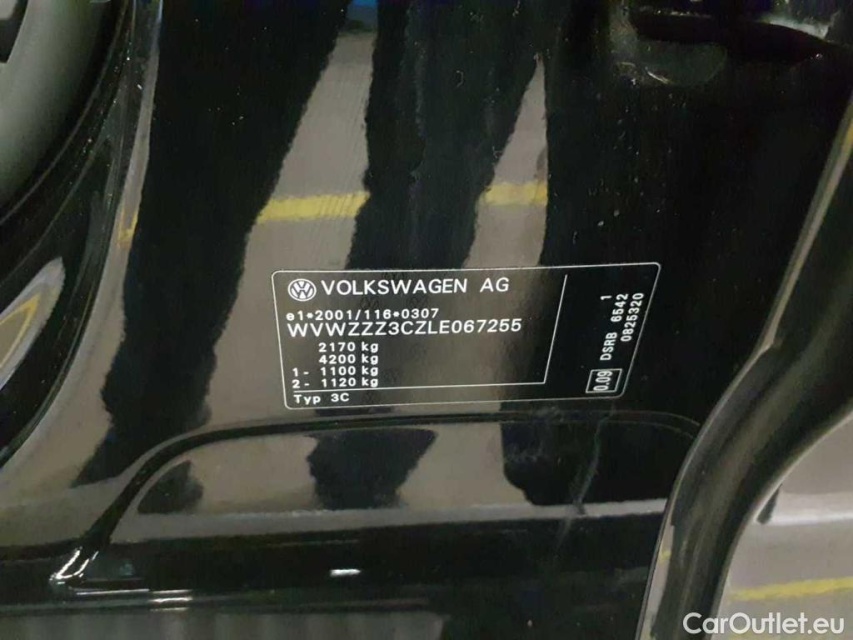 VOLKSWAGEN AG
e1*2001/116*0307
WVWZZZ3CZLE067255
2170 kg
4200 kg
1- 1100 kg
2- 1120 kg
Typ 3C
1
DSRB 6542
0825320
0.09
CarOutlet.eu